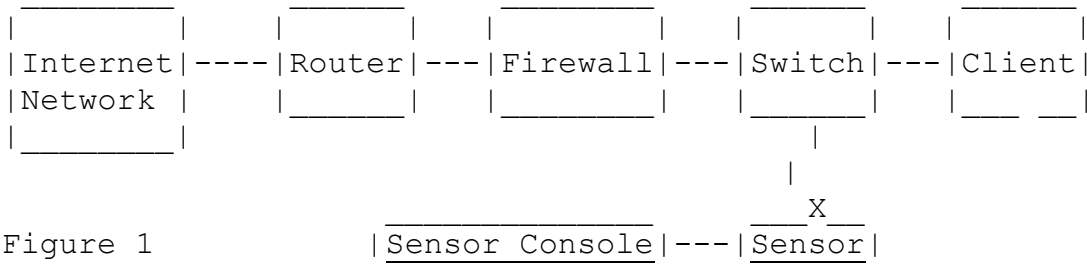 Internet Router Firewall Switch Client
Network
X
Figure 1 Sensor Console Sensor